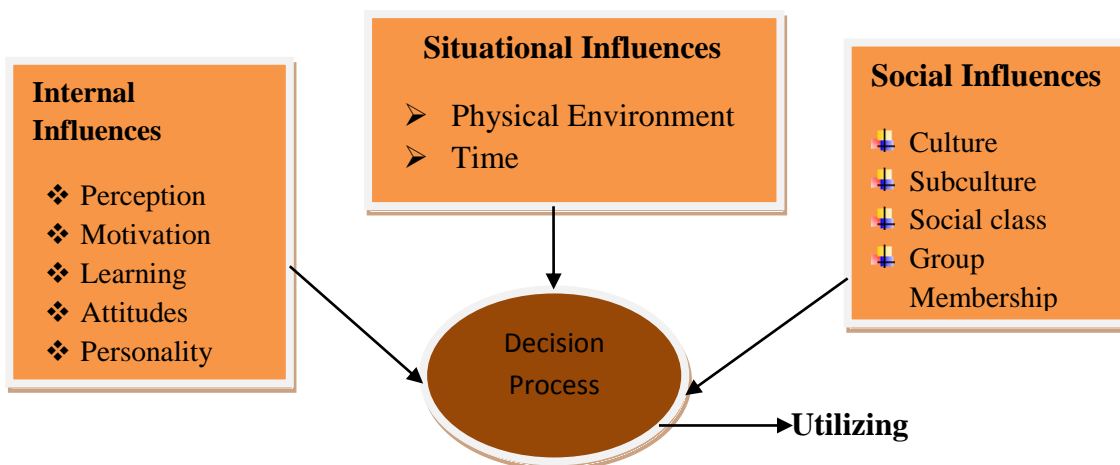 Internal
Influences
❖ Perception
❖ Motivation
❖ Learning
❖ Attitudes
❖ Personality
Situational Influences
➢ Physical Environment
➢ Time
Social Influences
Culture
Subculture
Social class
Group
Membership
Decision
Process
Utilizing